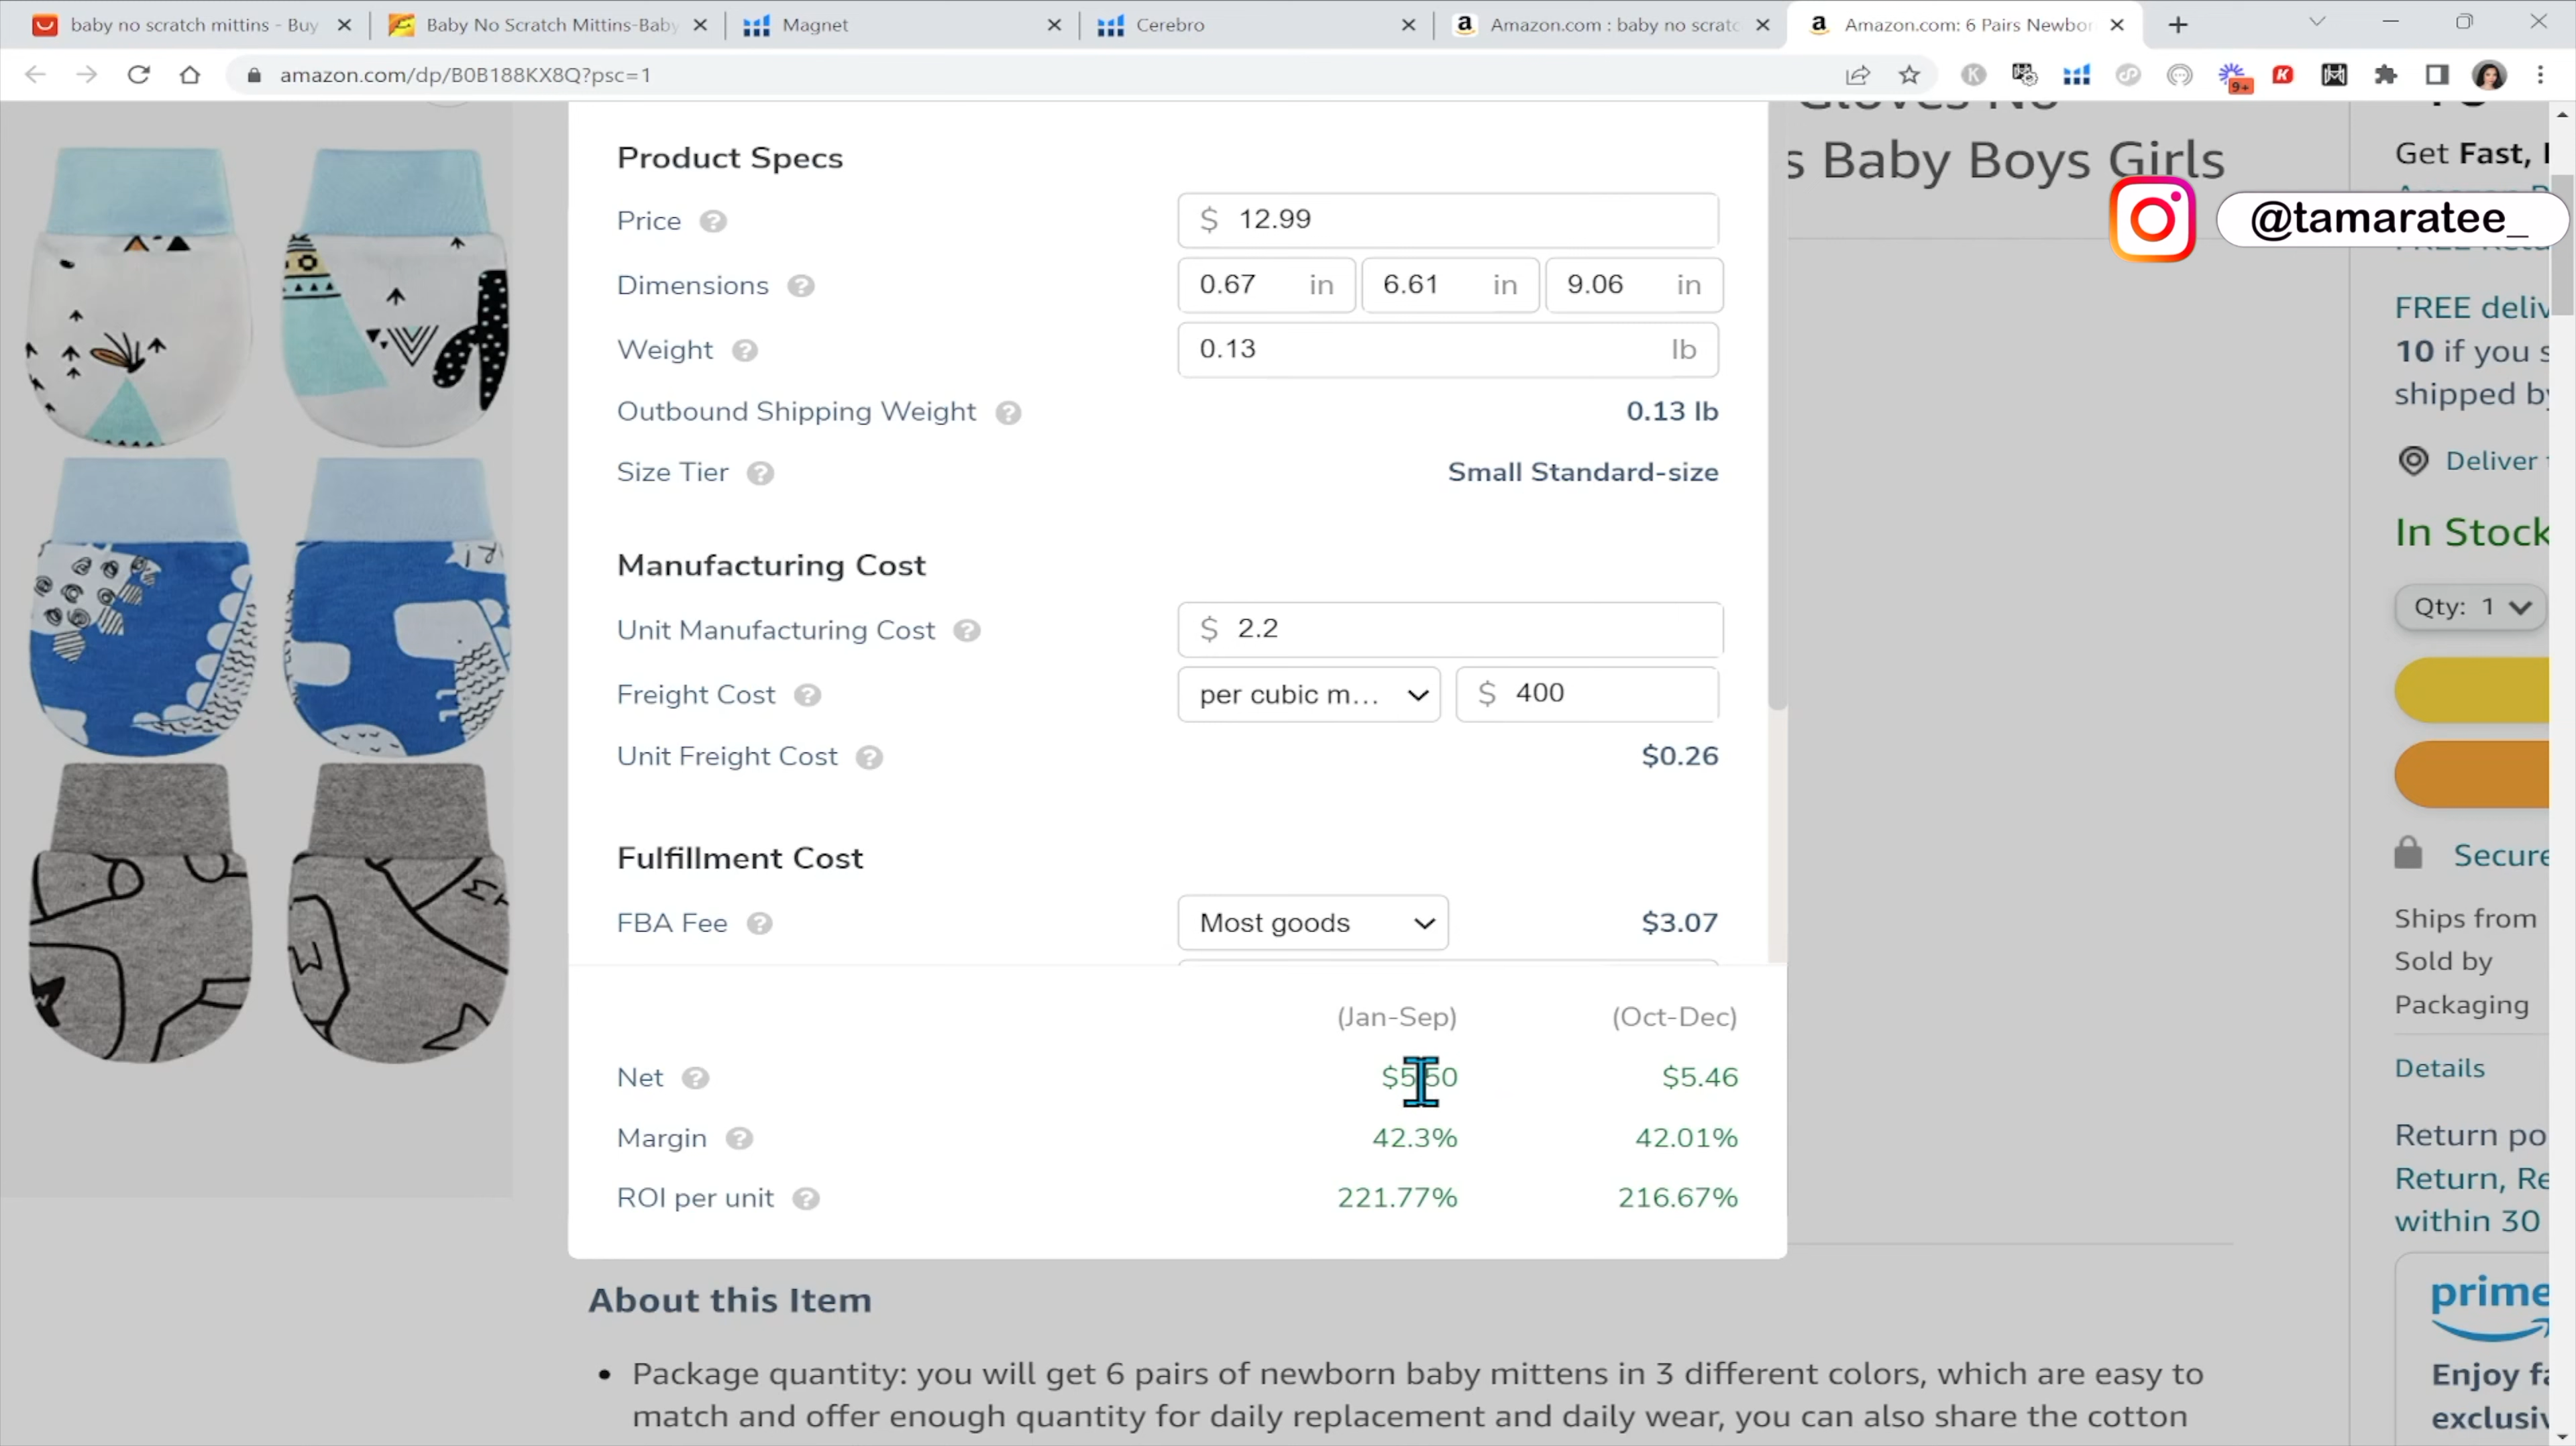 baby no scratch mittins - Buy
Baby No Scratch Mittins-Baby
Magnet
Cerebro
Amazon.com : baby no scratc
Amazon.com: 6 Pairs Newbor
amazon.com/dp/B0B188KX8Q?psc=1
9+
Gloves No
s Baby Boys Girls
@tamaratee_
Product Specs
Price ? $ 12.99
Dimensions ? 0.67 in 6.61 in 9.06 in
Weight ? 0.13 lb
Outbound Shipping Weight ? 0.13 lb
Size Tier ? Small Standard-size
Manufacturing Cost
Unit Manufacturing Cost ? $ 2.2
Freight Cost ? per cubic m... $ 400
Unit Freight Cost ? $0.26
Fulfillment Cost
FBA Fee ? Most goods $3.07
(Jan-Sep) (Oct-Dec)
Net ? $5.50 $5.46
Margin ? 42.3% 42.01%
ROI per unit ? 221.77% 216.67%
About this Item
• Package quantity: you will get 6 pairs of newborn baby mittens in 3 different colors, which are easy to
match and offer enough quantity for daily replacement and daily wear, you can also share the cotton
Get Fast,
FREE deliv
10 if you s
shipped by
Deliver
In Stock
Qty: 1
Secure
Ships from
Sold by
Packaging
Details
Return po
Return, Re
within 30
prime
Enjoy fa
exclusiv